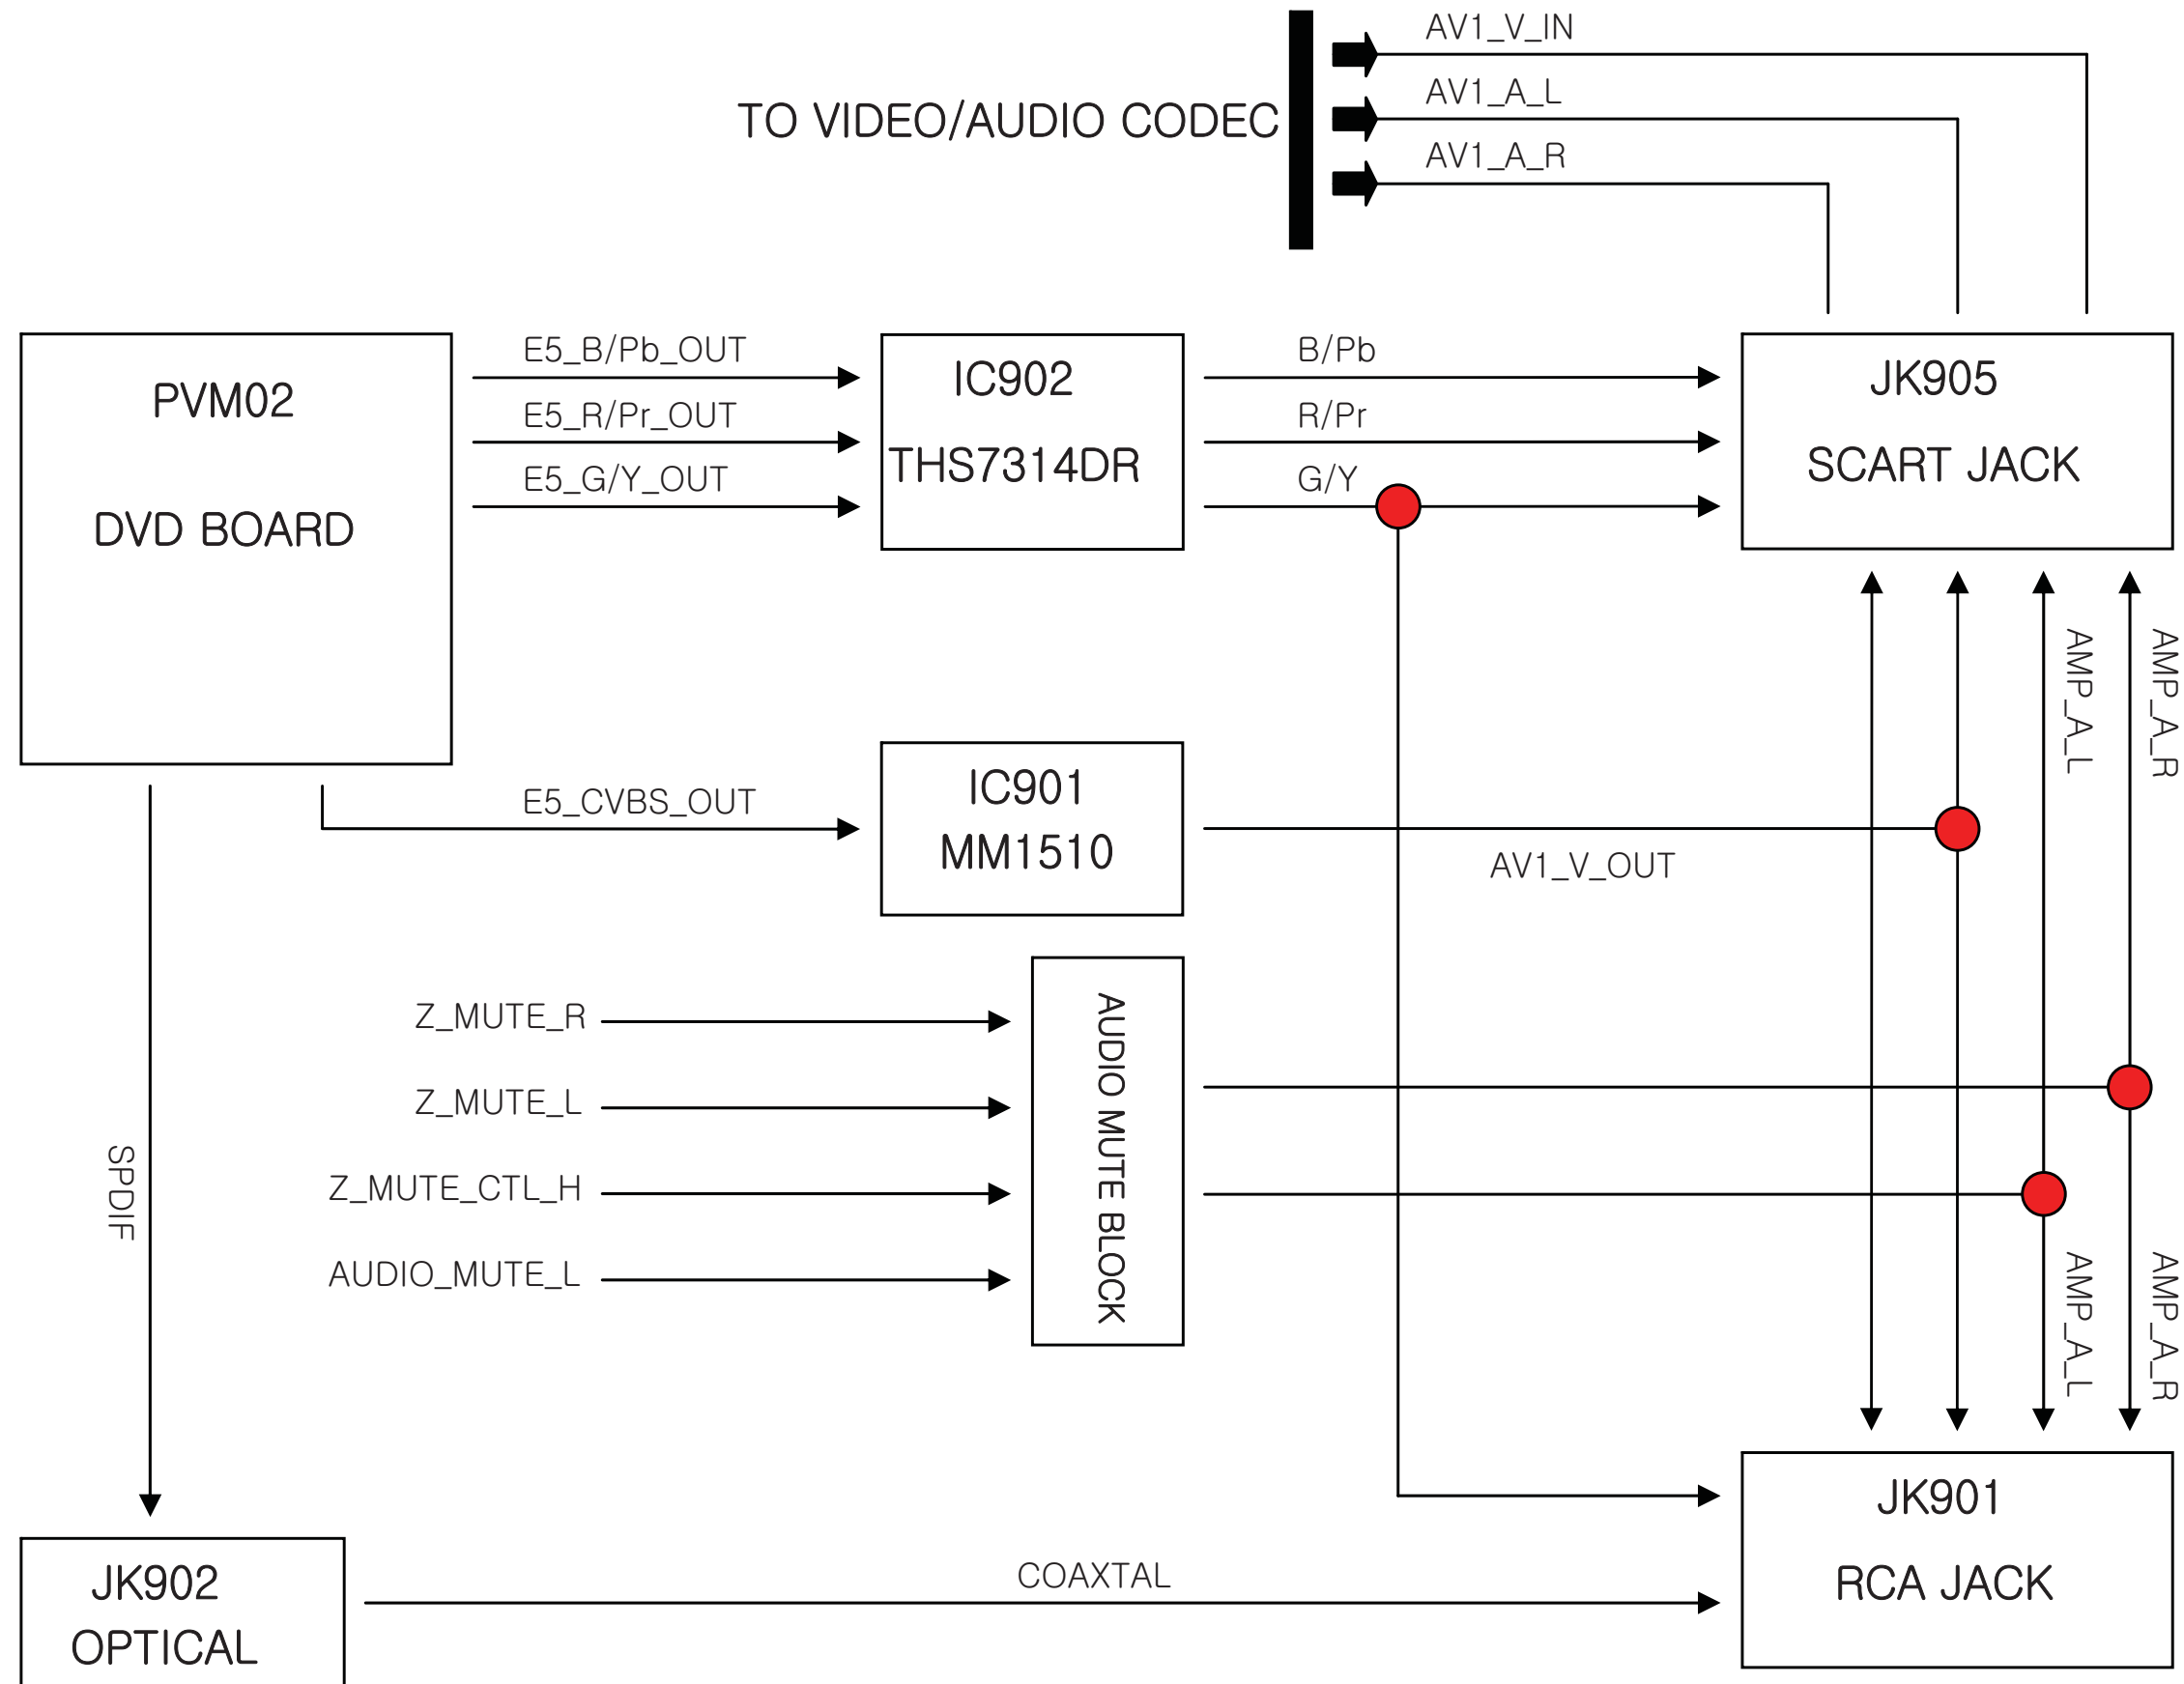 AV1_V_IN
AV1_A_L
TO VIDEO/AUDIO CODEC
AV1_A_R
PVM02
DVD BOARD
E5_B/Pb_OUT
E5_R/Pr_OUT
E5_G/Y_OUT
IC902
THS7314DR
B/Pb
R/Pr
G/Y
JK905
SCART JACK
AMP_A_L
AMP_A_R
E5_CVBS_OUT
IC901
MM1510
AV1_V_OUT
Z_MUTE_R
Z_MUTE_L
Z_MUTE_CTL_H
AUDIO_MUTE_L
AUDIO MUTE BLOCK
SPDIF
AMP_A_L
AMP_A_R
JK901
RCA JACK
JK902
OPTICAL
COAXTAL